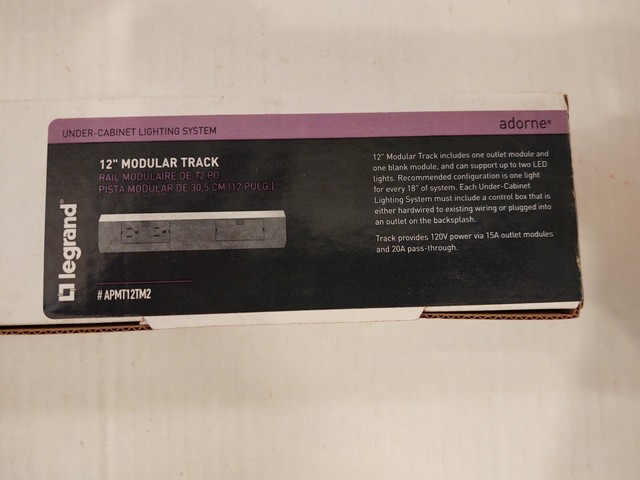 UNDER-CABINET LIGHTING SYSTEM
adorne®
12" MODULAR TRACK
RAIL MODULAIRE DE 12 PO
PISTA MODULAR DE 30,5 CM (12 PULG.)
legrand®
# APMT12TM2
12" Modular Track includes one outlet module and
one blank module, and can support up to two LED
lights. Recommended configuration is one light
for every 18" of system. Each Under-Cabinet
Lighting System must include a control box that is
either hardwired to existing wiring or plugged into
an outlet on the backsplash.
Track provides 120V power via 15A outlet modules
and 20A pass-through.